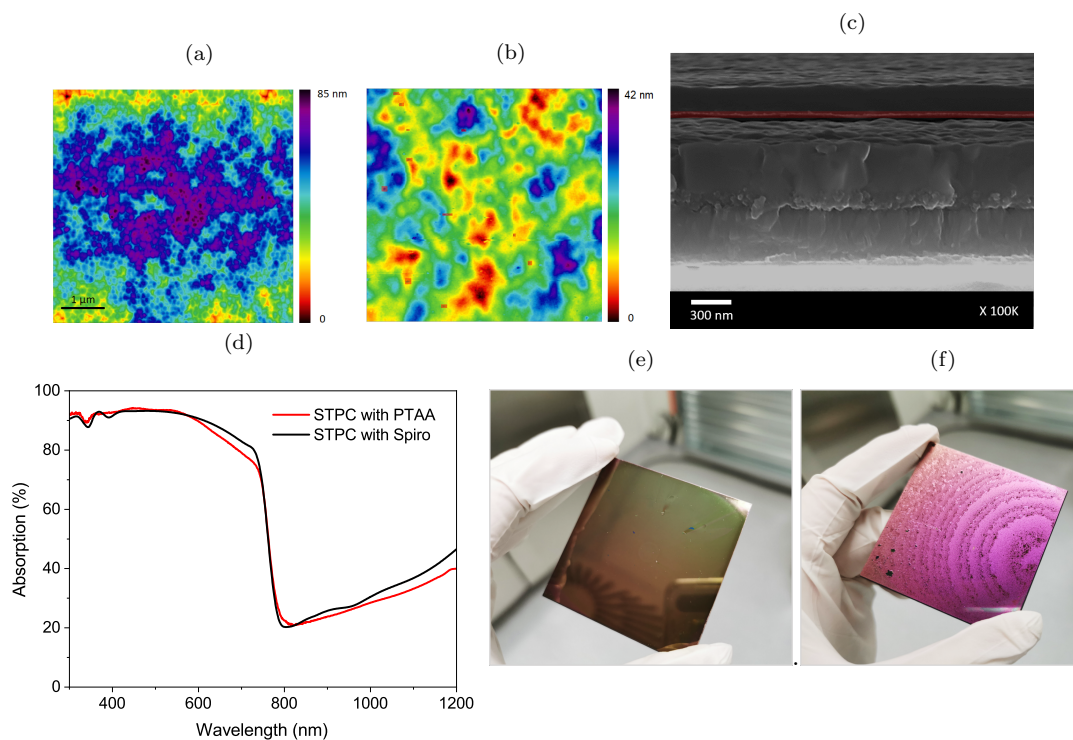 (a)
(b)
(c)
85 nm
0
1 µm
42 nm
0
300 nm
X 100K
(d)
(e)
(f)
100
80
60
40
20
0
Absorption (%)
STPC with PTAA
STPC with Spiro
400
600
800
1000
1200
Wavelength (nm)
.